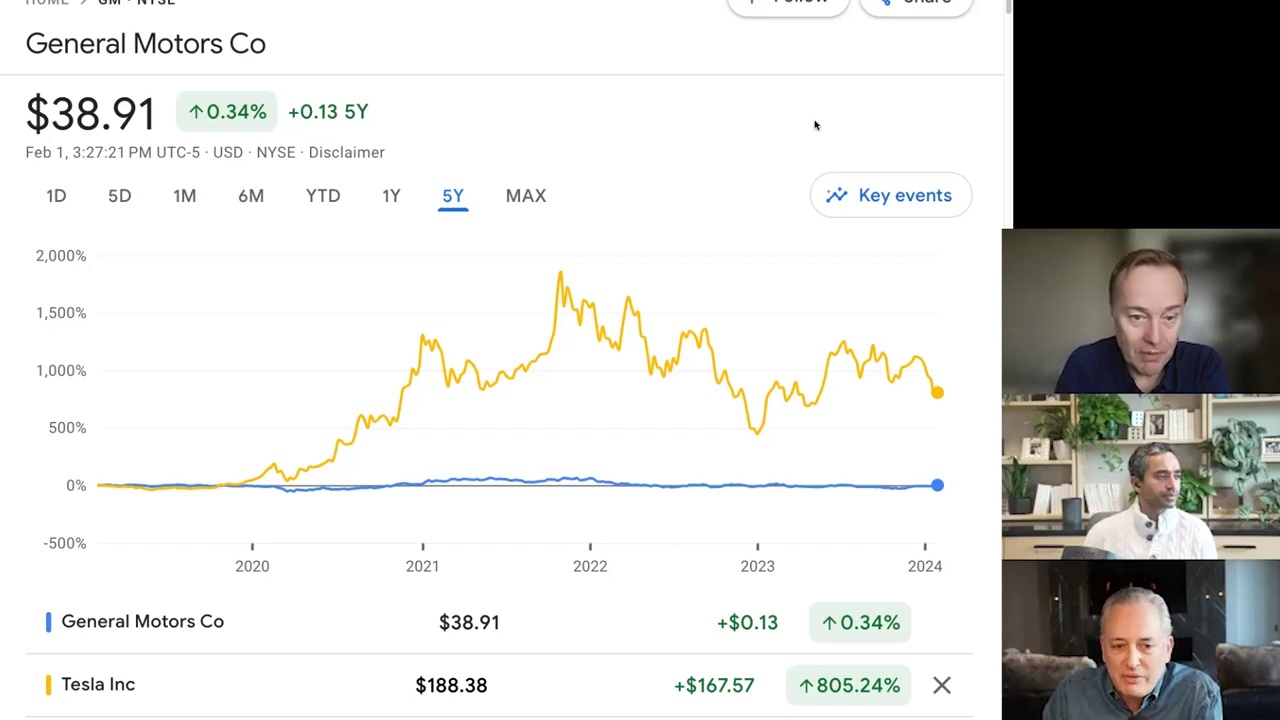 HOME > GM • NYSE
Follow
Share
General Motors Co
$38.91 ↑0.34% +0.13 5Y
Feb 1, 3:27:21 PM UTC-5 · USD · NYSE · Disclaimer
1D 5D 1M 6M YTD 1Y 5Y MAX
Key events
2,000%
1,500%
1,000%
500%
0%
-500%
2020 2021 2022 2023 2024
General Motors Co $38.91 +$0.13 ↑0.34%
Tesla Inc $188.38 +$167.57 ↑805.24%